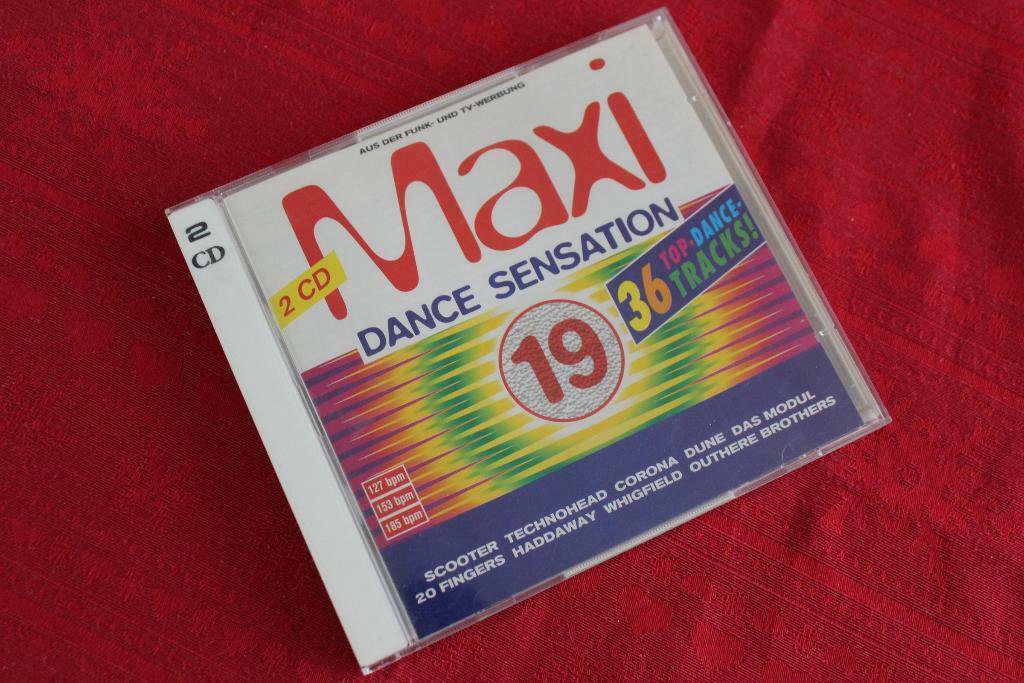 AUS DER FUNK- UND TV-WERBUNG
Maxi
2 CD
2 CD
DANCE SENSATION
36 TOP-DANCE-TRACKS!
19
127 bpm
153 bpm
185 bpm
SCOOTER TECHNOHEAD CORONA DUNE DAS MODUL
20 FINGERS HADDAWAY WHIGFIELD OUTHERE BROTHERS